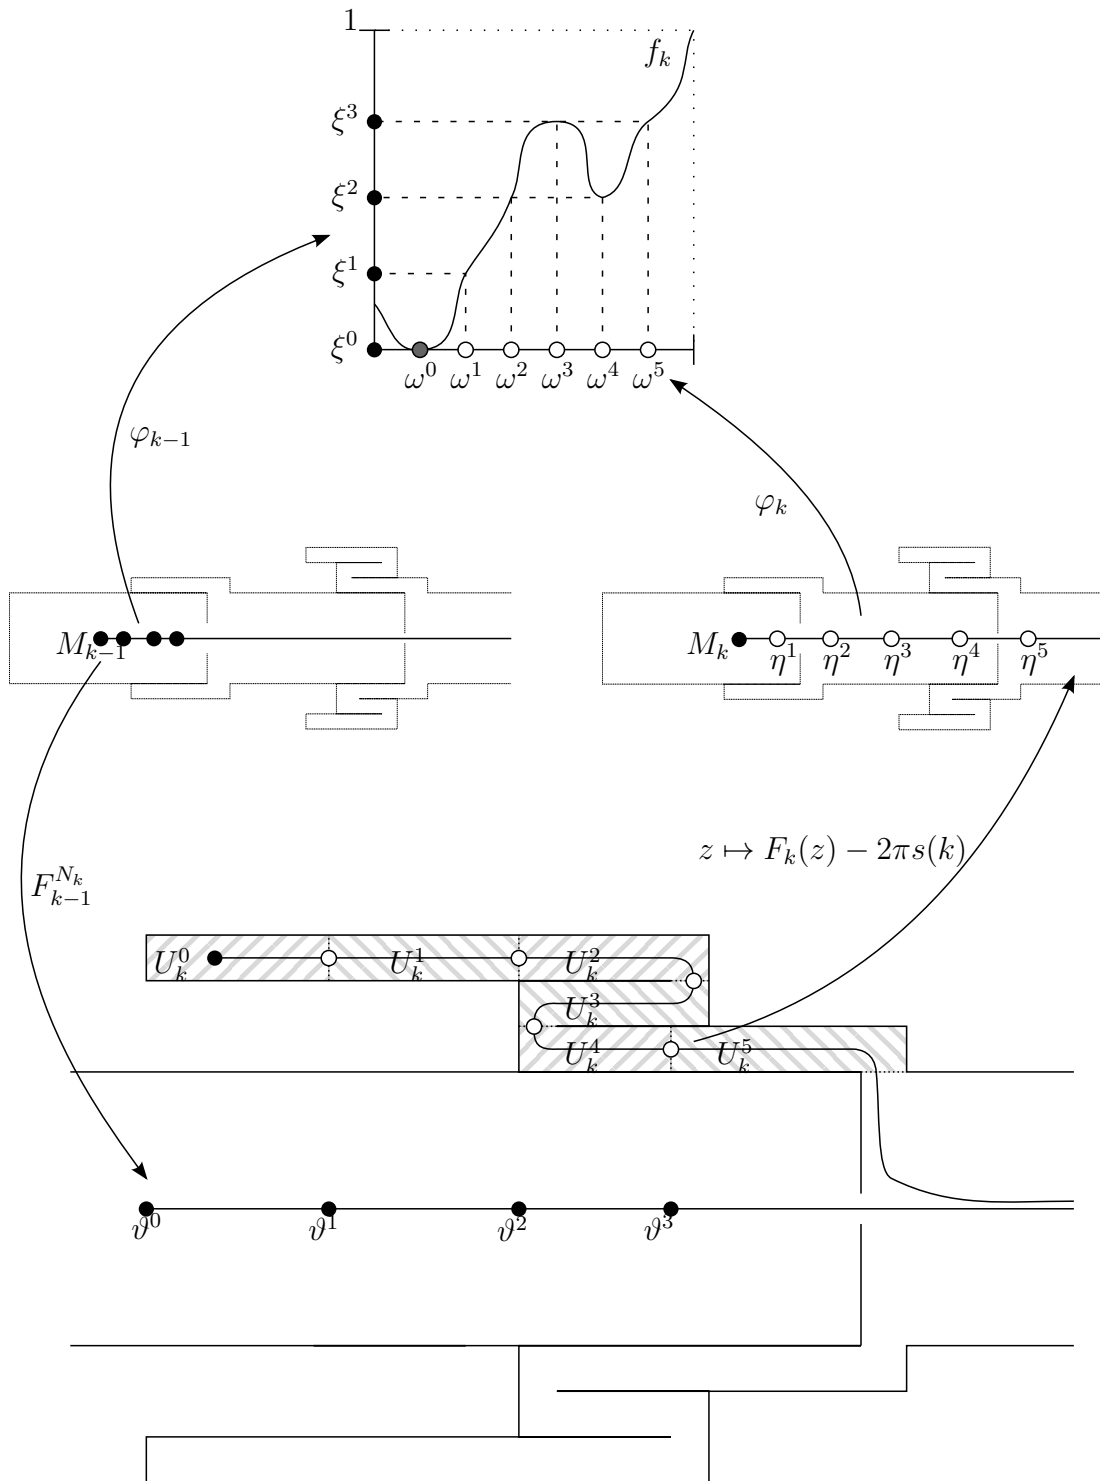 1
f_k
ξ^3
ξ^2
ξ^1
ξ^0
ω^0 ω^1 ω^2 ω^3 ω^4 ω^5
φ_{k−1}
φ_k
M_{k−1}
M_k η^1 η^2 η^3 η^4 η^5
z ↦ F_k(z) − 2πs(k)
F_{k−1}^{N_k}
U_k^0 U_k^1 U_k^2
U_k^3
U_k^4 U_k^5
ϑ^0 ϑ^1 ϑ^2 ϑ^3